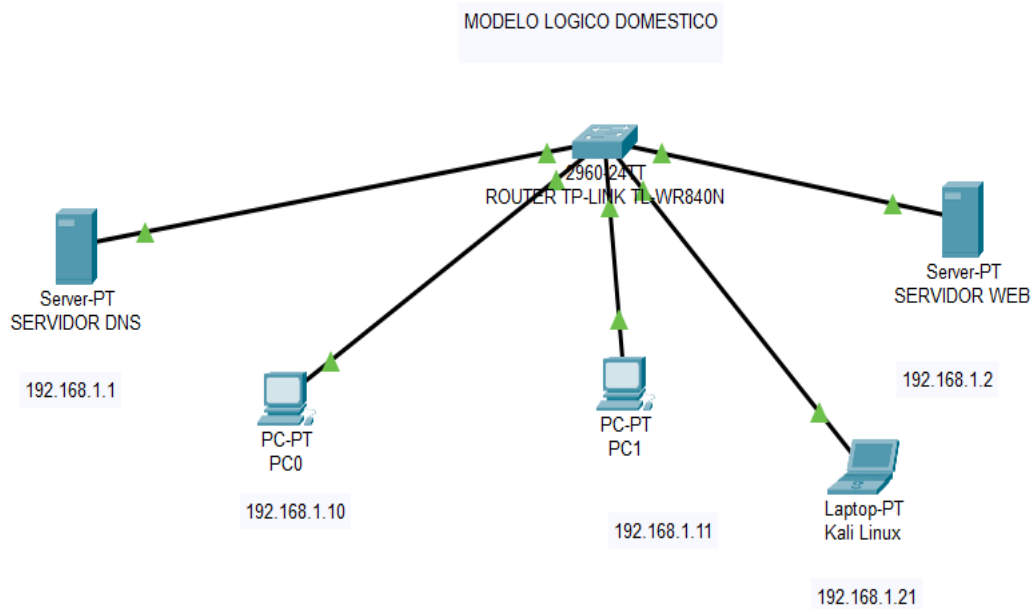 MODELO LOGICO DOMESTICO
2960-24TT
ROUTER TP-LINK TL-WR840N
Server-PT
SERVIDOR DNS
192.168.1.1
Server-PT
SERVIDOR WEB
192.168.1.2
PC-PT
PC0
192.168.1.10
PC-PT
PC1
192.168.1.11
Laptop-PT
Kali Linux
192.168.1.21